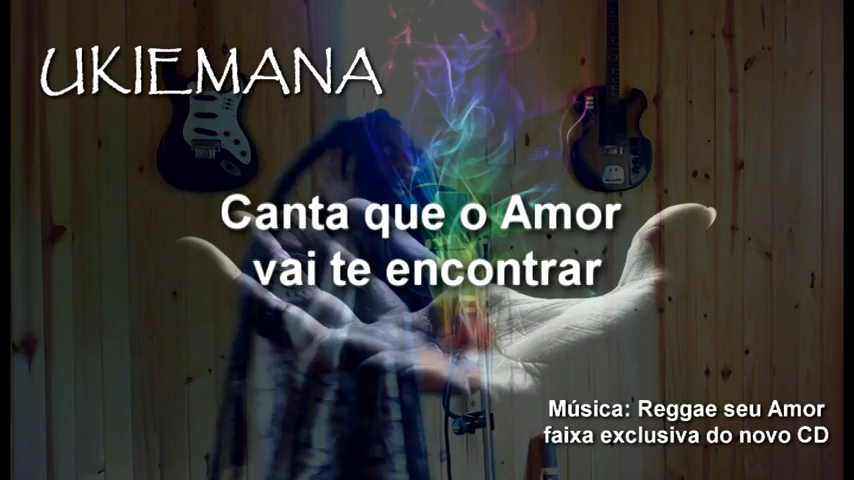 UKIEMANA
Canta que o Amor
vai te encontrar
Música: Reggae seu Amor
faixa exclusiva do novo CD